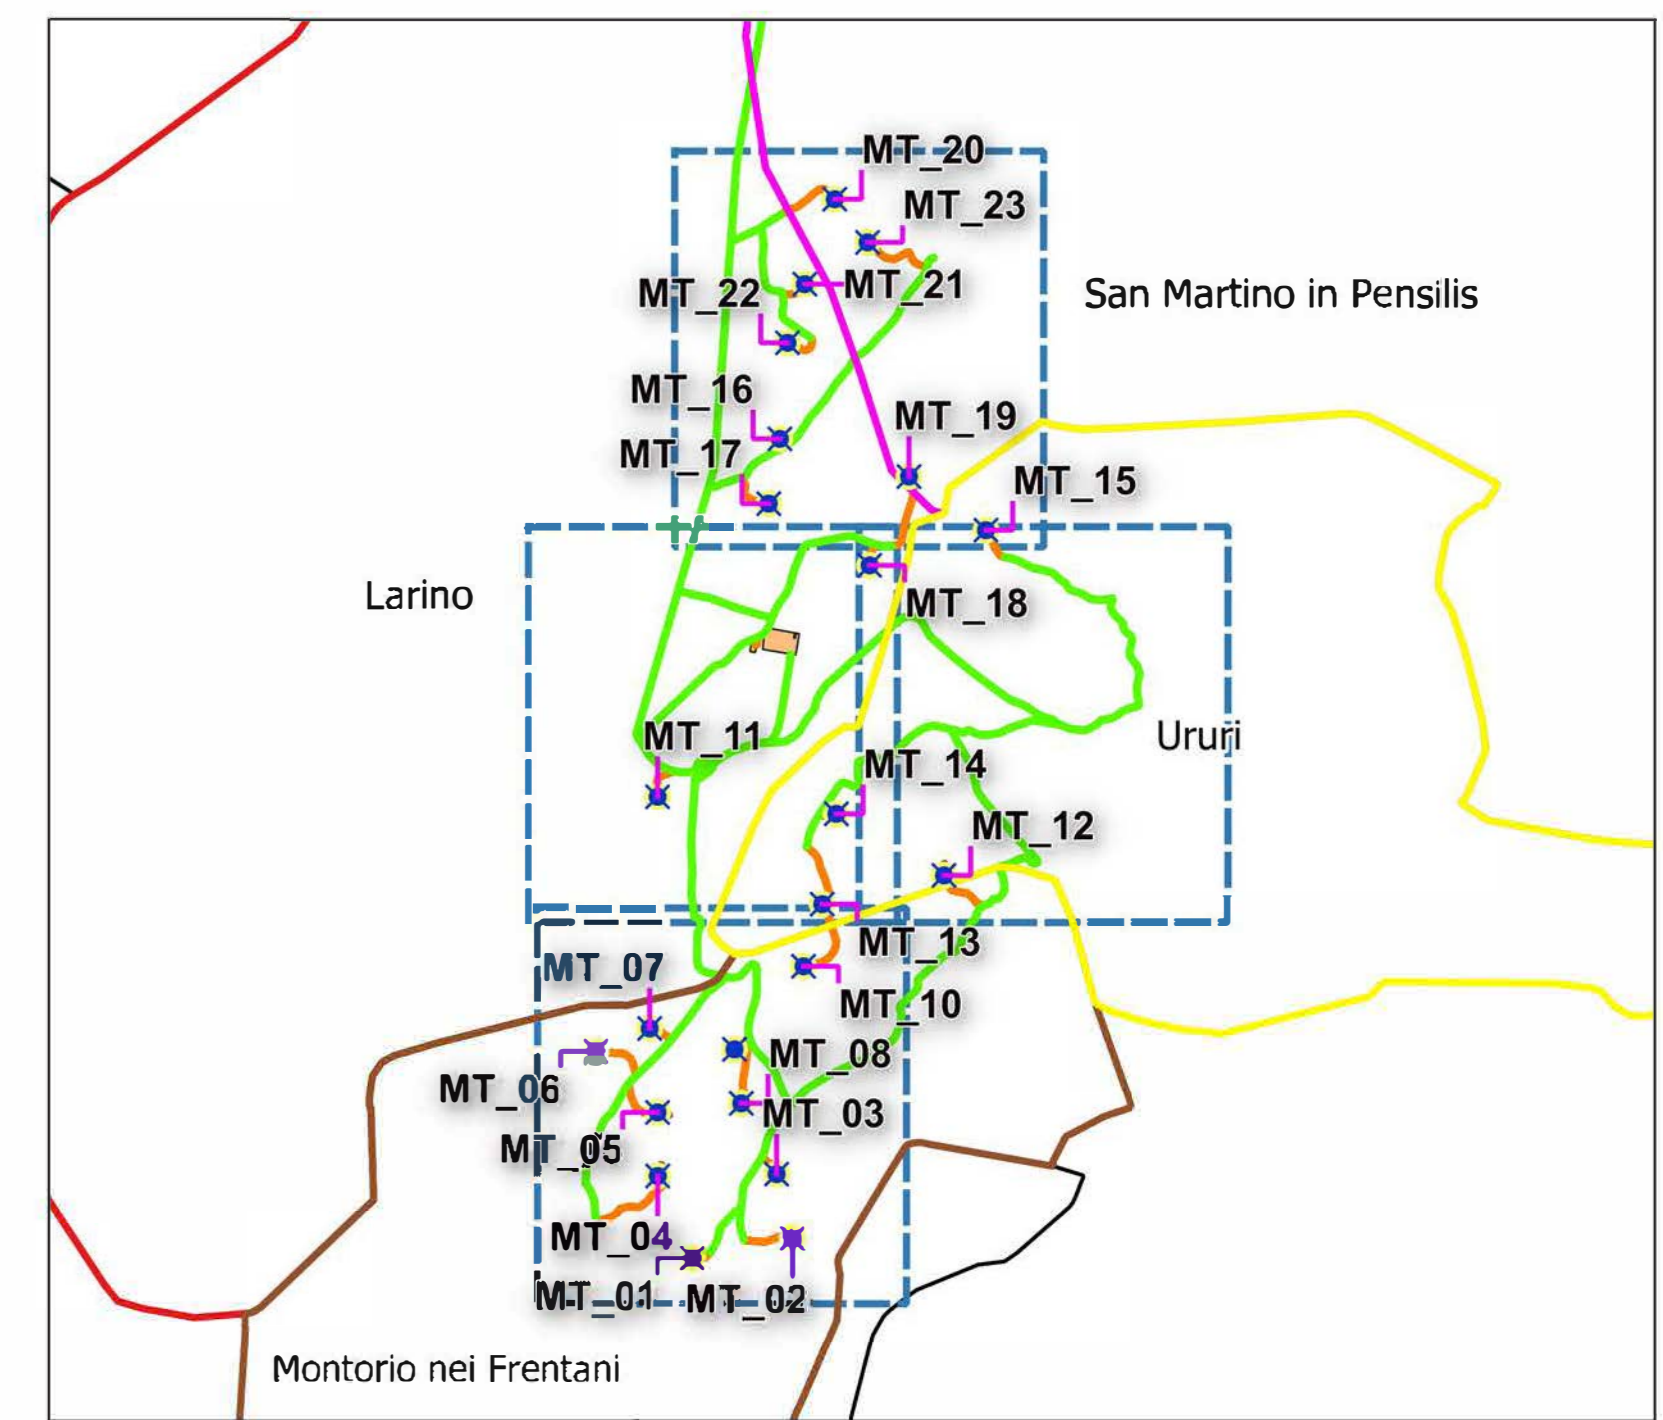 MT_20
MT_23
MT_21
MT_22
San Martino in Pensilis
MT_16
MT_19
MT_17
MT_15
Larino
MT_18
MT_11
Ururi
MT_14
MT_12
MT_13
MT_07
MT_10
MT_08
MT_06
MT_03
MT_05
MT_04
MT_01
MT_02
Montorio nei Frentani